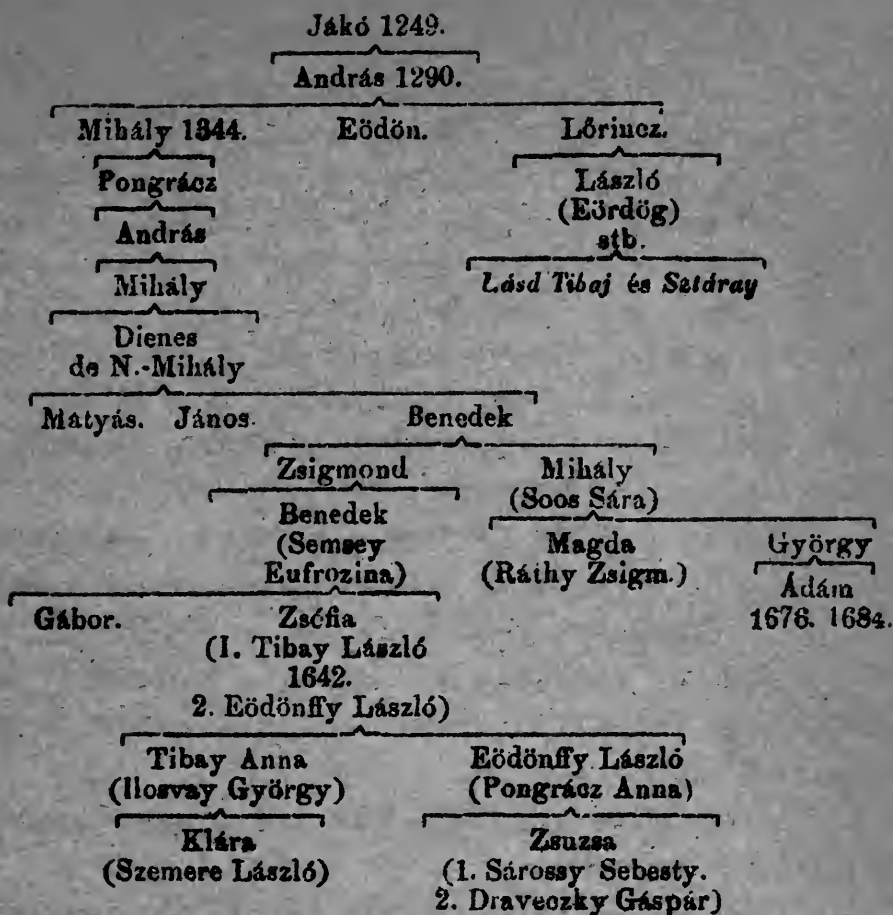 Jákó 1249.
András 1290.
Mihály 1344. Eödön. Lőrincz.
Pongrácz László
(Eördög)
András stb.
Mihály Lásd Tibaj és Sztáray
Dienes
de N.-Mihály
Mátyás. János. Benedek
Zsigmond Mihály
(Soos Sára)
Benedek Magda György
(Semsey (Ráthy Zsigm.) Ádám
Eufrozina) 1676. 1684.
Gábor. Zsófia
(1. Tibay László
1642.
2. Eödönffy László)
Tibay Anna Eödönffy László
(Ilosvay György) (Pongrácz Anna)
Klára Zsuzsa
(Szemere László) (1. Sárossy Sebesty.
2. Draveczky Gáspár)